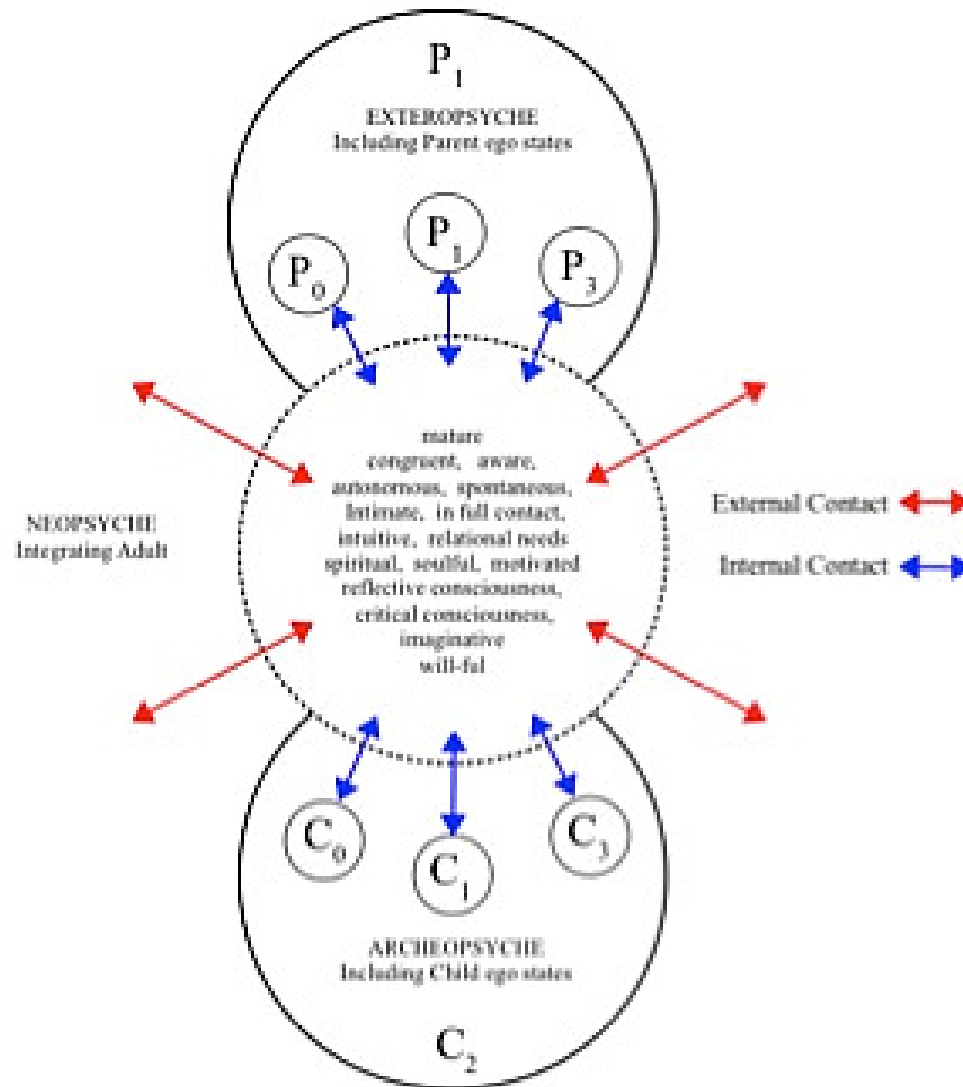 P₁
EXTEROPSYCHE
Including Parent ego states
P₀
P₁
P₃
mature
congruent, aware,
autonomous, spontaneous,
Intimate, in full contact,
intuitive, relational needs
spiritual, soulful, motivated
reflective consciousness,
critical consciousness,
imaginative
will-ful
NEOPSYCHE
Integrating Adult
External Contact
Internal Contact
C₀
C₁
C₃
ARCHEOPSYCHE
Including Child ego states
C₂